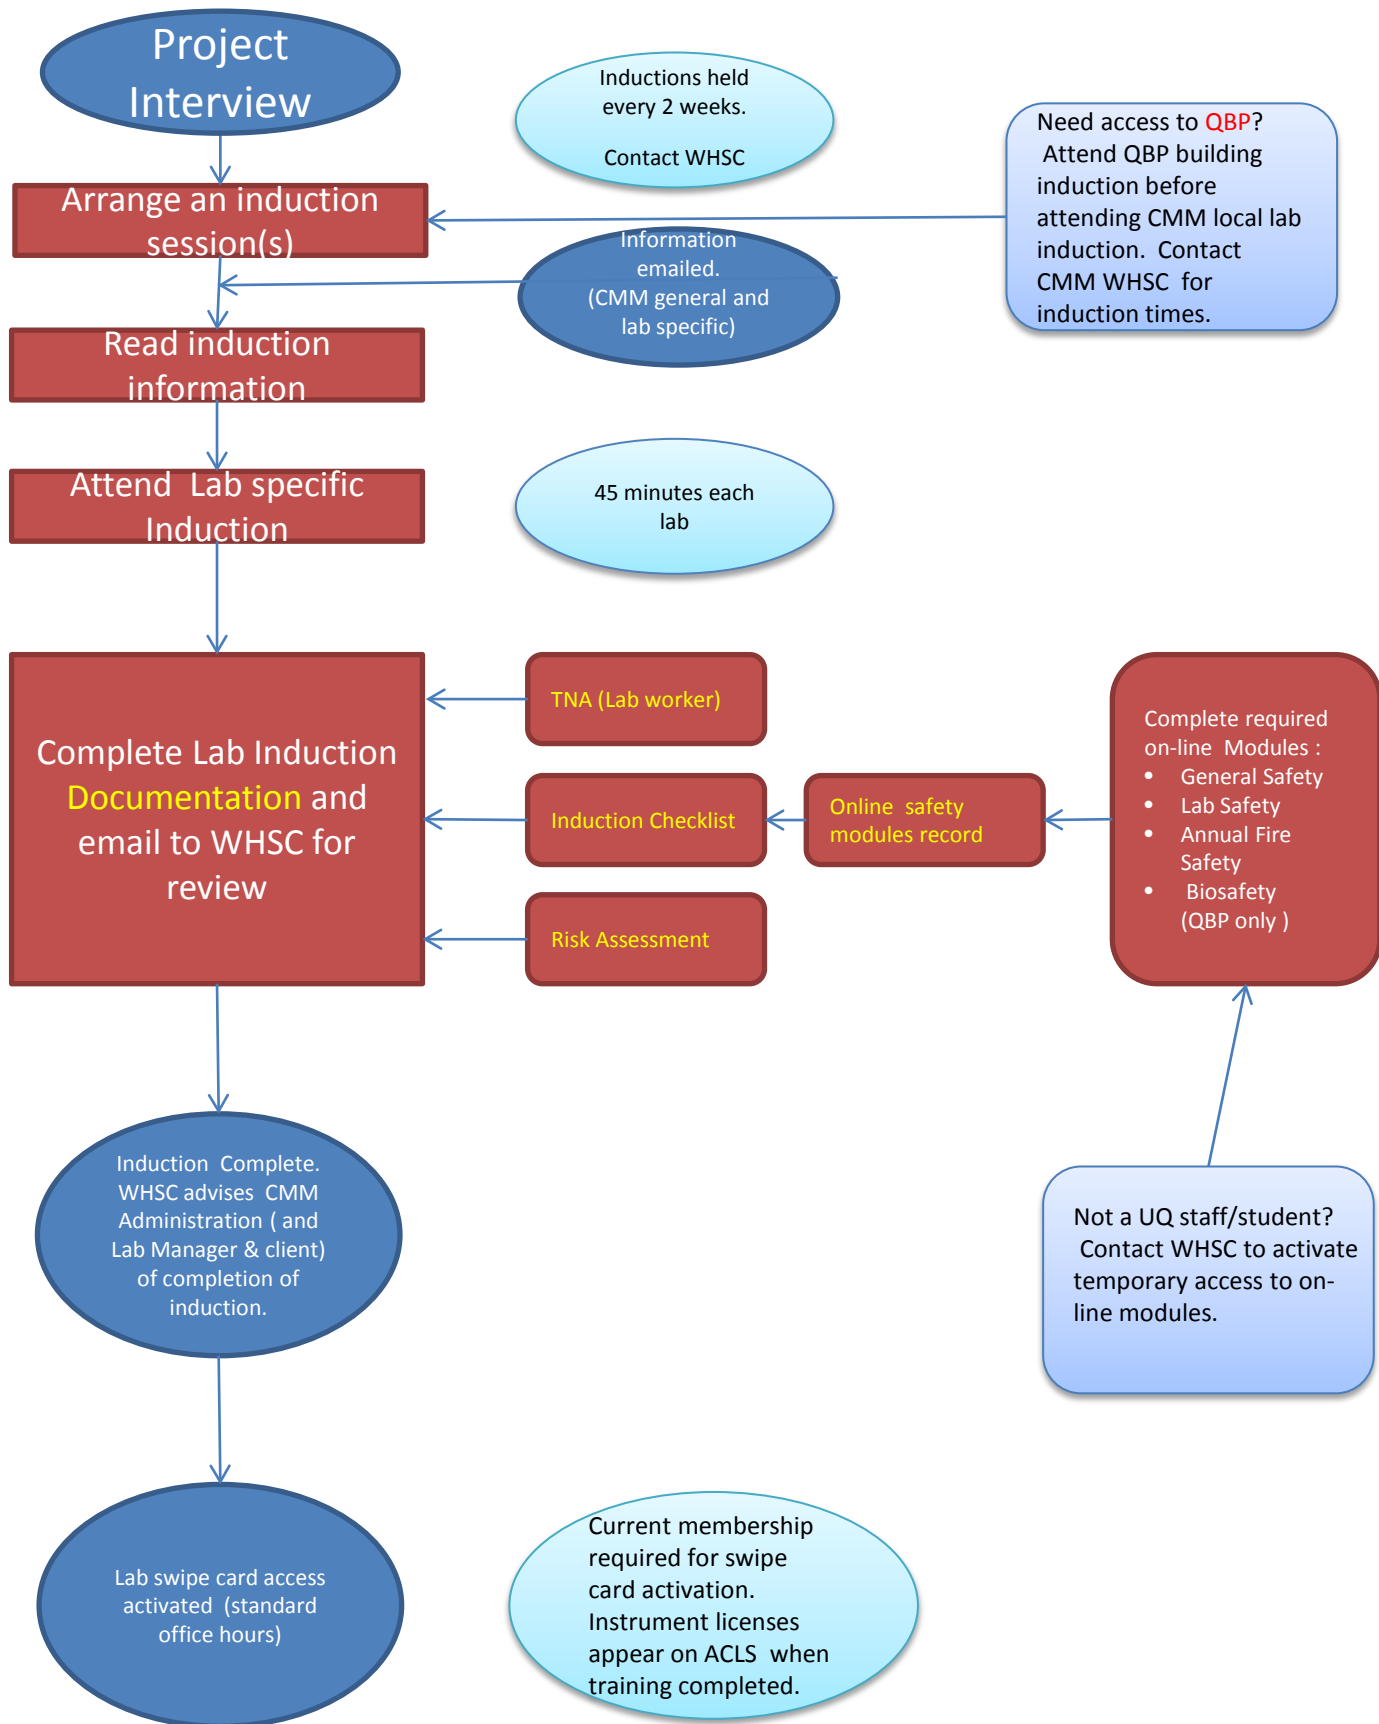 Project
Interview
Inductions held
every 2 weeks.
Contact WHSC
Need access to QBP?
Attend QBP building
induction before
attending CMM local lab
induction. Contact
CMM WHSC for
induction times.
Arrange an induction
session(s)
Information
emailed.
(CMM general and
lab specific)
Read induction
information
Attend Lab specific
Induction
45 minutes each
lab
Complete Lab Induction
Documentation and
email to WHSC for
review
TNA (Lab worker)
Induction Checklist
Risk Assessment
Online safety
modules record
Complete required
on-line Modules :
• General Safety
• Lab Safety
• Annual Fire
Safety
• Biosafety
(QBP only )
Induction Complete.
WHSC advises CMM
Administration ( and
Lab Manager & client)
of completion of
induction.
Not a UQ staff/student?
Contact WHSC to activate
temporary access to on-
line modules.
Lab swipe card access
activated (standard
office hours)
Current membership
required for swipe
card activation.
Instrument licenses
appear on ACLS when
training completed.